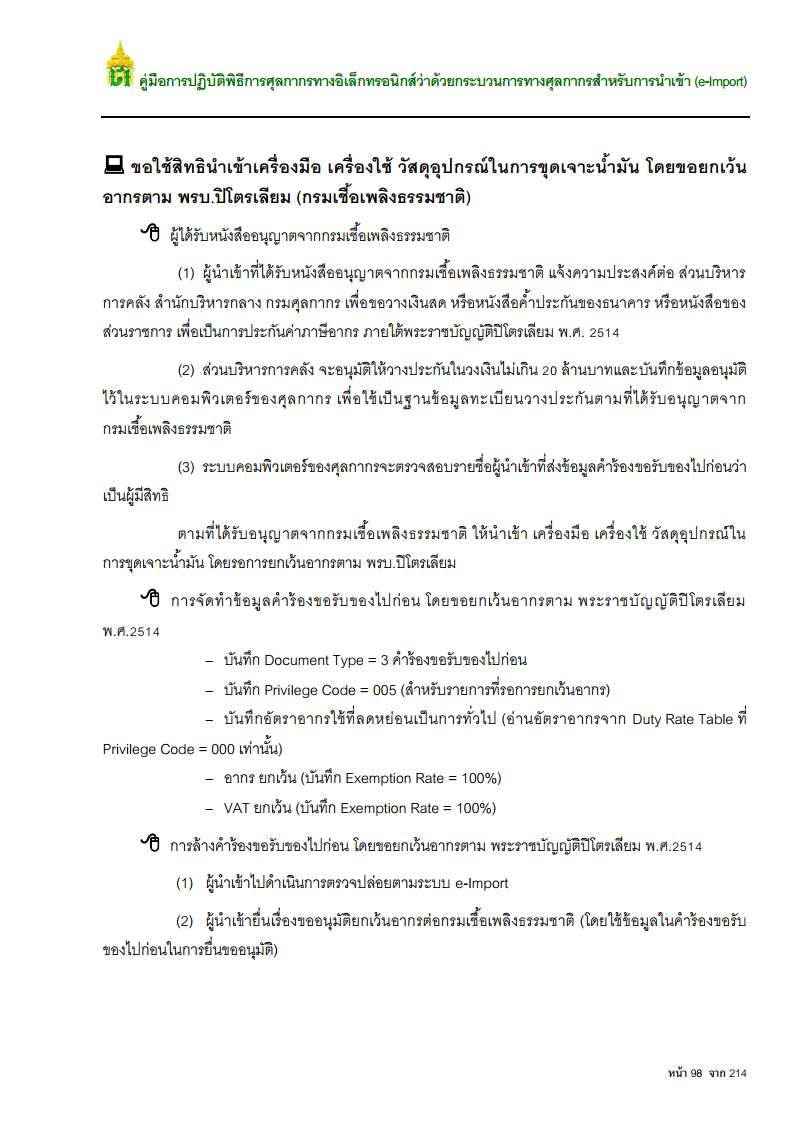 คู่มือการปฏิบัติพิธีการศุลกากรทางอิเล็กทรอนิกส์ว่าด้วยกระบวนการทางศุลกากรสำหรับการนำเข้า (e-Import)
ขอใช้สิทธินำเข้าเครื่องมือ เครื่องใช้ วัสดุอุปกรณ์ในการขุดเจาะน้ำมัน โดยขอยกเว้น
อากรตาม พรบ.ปิโตรเลียม (กรมเชื้อเพลิงธรรมชาติ)
ผู้ได้รับหนังสืออนุญาตจากกรมเชื้อเพลิงธรรมชาติ
(1) ผู้นำเข้าที่ได้รับหนังสืออนุญาตจากกรมเชื้อเพลิงธรรมชาติ แจ้งความประสงค์ต่อ ส่วนบริหาร
การคลัง สำนักบริหารกลาง กรมศุลกากร เพื่อขอวางเงินสด หรือหนังสือค้ำประกันของธนาคาร หรือหนังสือของ
ส่วนราชการ เพื่อเป็นการประกันค่าภาษีอากร ภายใต้พระราชบัญญัติปิโตรเลียม พ.ศ. 2514
(2) ส่วนบริหารการคลัง จะอนุมัติให้วางประกันในวงเงินไม่เกิน 20 ล้านบาทและบันทึกข้อมูลอนุมัติ
ไว้ในระบบคอมพิวเตอร์ของศุลกากร เพื่อใช้เป็นฐานข้อมูลทะเบียนวางประกันตามที่ได้รับอนุญาตจาก
กรมเชื้อเพลิงธรรมชาติ
(3) ระบบคอมพิวเตอร์ของศุลกากรจะตรวจสอบรายชื่อผู้นำเข้าที่ส่งข้อมูลคำร้องขอรับของไปก่อนว่า
เป็นผู้มีสิทธิ
ตามที่ได้รับอนุญาตจากกรมเชื้อเพลิงธรรมชาติ ให้นำเข้า เครื่องมือ เครื่องใช้ วัสดุอุปกรณ์ใน
การขุดเจาะน้ำมัน โดยรอการยกเว้นอากรตาม พรบ.ปิโตรเลียม
การจัดทำข้อมูลคำร้องขอรับของไปก่อน โดยขอยกเว้นอากรตาม พระราชบัญญัติปิโตรเลียม
พ.ศ.2514
– บันทึก Document Type = 3 คำร้องขอรับของไปก่อน
– บันทึก Privilege Code = 005 (สำหรับรายการที่รอการยกเว้นอากร)
– บันทึกอัตราอากรใช้ที่ลดหย่อนเป็นการทั่วไป (อ่านอัตราอากรจาก Duty Rate Table ที่
Privilege Code = 000 เท่านั้น)
– อากร ยกเว้น (บันทึก Exemption Rate = 100%)
– VAT ยกเว้น (บันทึก Exemption Rate = 100%)
การล้างคำร้องขอรับของไปก่อน โดยขอยกเว้นอากรตาม พระราชบัญญัติปิโตรเลียม พ.ศ.2514
(1) ผู้นำเข้าไปดำเนินการตรวจปล่อยตามระบบ e-Import
(2) ผู้นำเข้ายื่นเรื่องขออนุมัติยกเว้นอากรต่อกรมเชื้อเพลิงธรรมชาติ (โดยใช้ข้อมูลในคำร้องขอรับ
ของไปก่อนในการยื่นขออนุมัติ)
หน้า 98 จาก 214